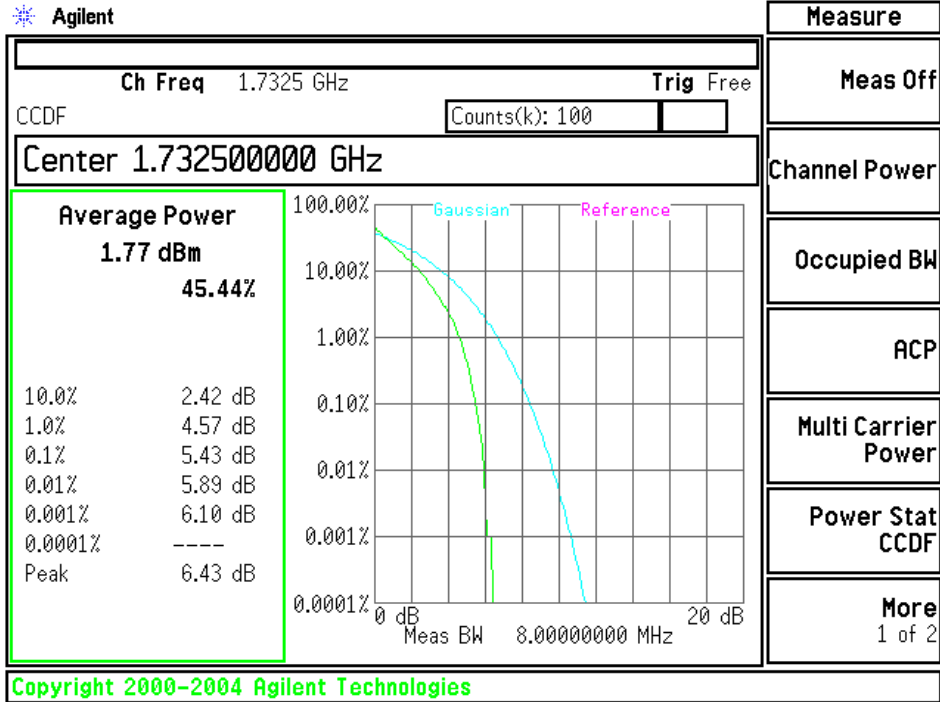 Agilent
Measure
Ch Freq 1.7325 GHz Trig Free
CCDF Counts(k): 100
Center 1.732500000 GHz
Average Power
1.77 dBm
45.44%
10.0% 2.42 dB
1.0% 4.57 dB
0.1% 5.43 dB
0.01% 5.89 dB
0.001% 6.10 dB
0.0001% ----
Peak 6.43 dB
Gaussian Reference
100.00%
10.00%
1.00%
0.10%
0.01%
0.001%
0.0001%
0 dB 20 dB
Meas BW 8.00000000 MHz
Meas Off
Channel Power
Occupied BW
ACP
Multi Carrier
Power
Power Stat
CCDF
More
1 of 2
Copyright 2000-2004 Agilent Technologies